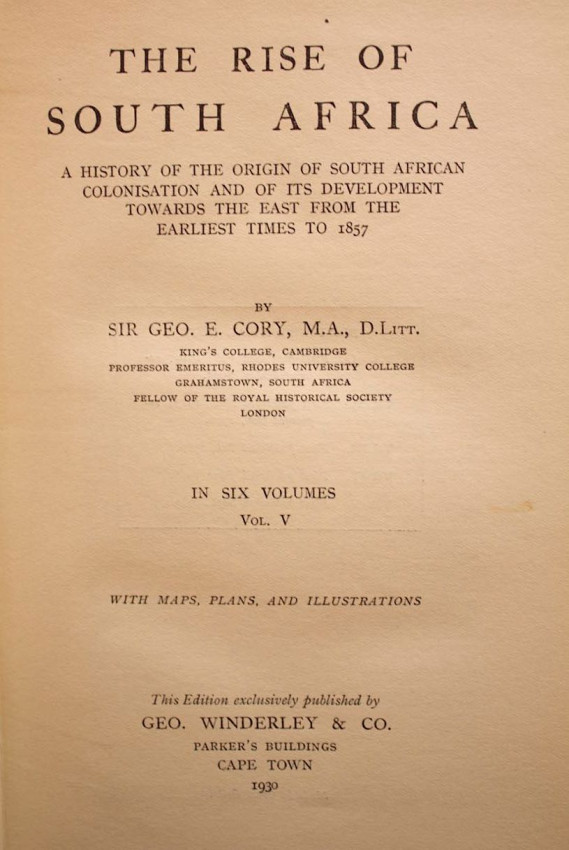 THE RISE OF
SOUTH AFRICA
A HISTORY OF THE ORIGIN OF SOUTH AFRICAN
COLONISATION AND OF ITS DEVELOPMENT
TOWARDS THE EAST FROM THE
EARLIEST TIMES TO 1857
BY
SIR GEO. E. CORY, M.A., D.LITT.
KING'S COLLEGE, CAMBRIDGE
PROFESSOR EMERITUS, RHODES UNIVERSITY COLLEGE
GRAHAMSTOWN, SOUTH AFRICA
FELLOW OF THE ROYAL HISTORICAL SOCIETY
LONDON
IN SIX VOLUMES
VOL. V
WITH MAPS, PLANS, AND ILLUSTRATIONS
This Edition exclusively published by
GEO. WINDERLEY & CO.
PARKER'S BUILDINGS
CAPE TOWN
1930